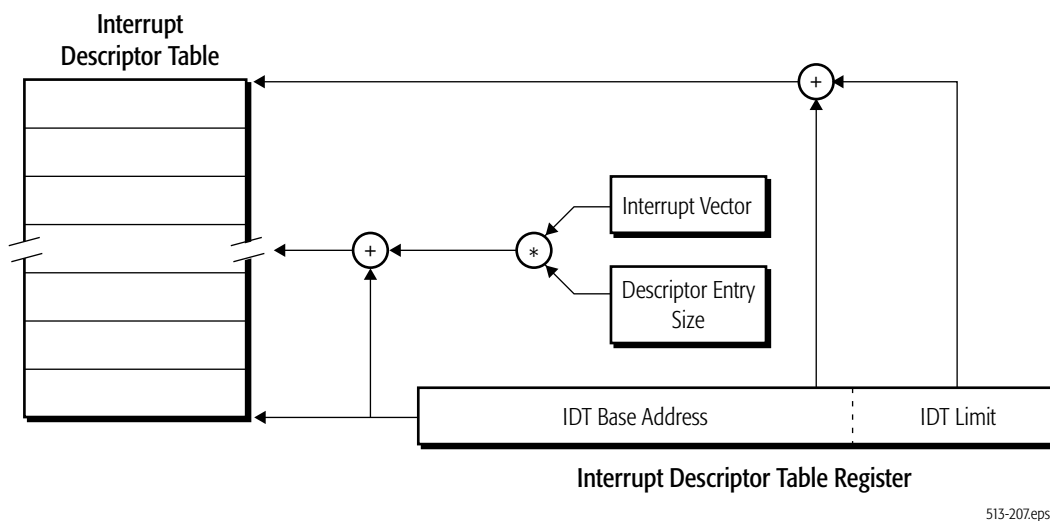 Interrupt
Descriptor Table
+
Interrupt Vector
+
*
Descriptor Entry
Size
IDT Base Address
IDT Limit
Interrupt Descriptor Table Register
513-207.eps